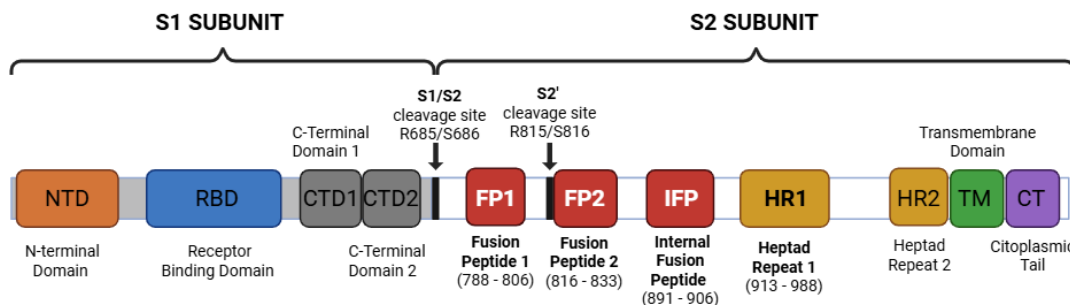 S1 SUBUNIT
S2 SUBUNIT
S1/S2
cleavage site
R685/S686
S2'
cleavage site
R815/S816
C-Terminal
Domain 1
Transmembrane
Domain
NTD
RBD
CTD1
CTD2
FP1
FP2
IFP
HR1
HR2
TM
CT
N-terminal
Domain
Receptor
Binding Domain
C-Terminal
Domain 2
Fusion
Peptide 1
(788 - 806)
Fusion
Peptide 2
(816 - 833)
Internal
Fusion
Peptide
(891 - 906)
Heptad
Repeat 1
(913 - 988)
Heptad
Repeat 2
Citoplasmic
Tail